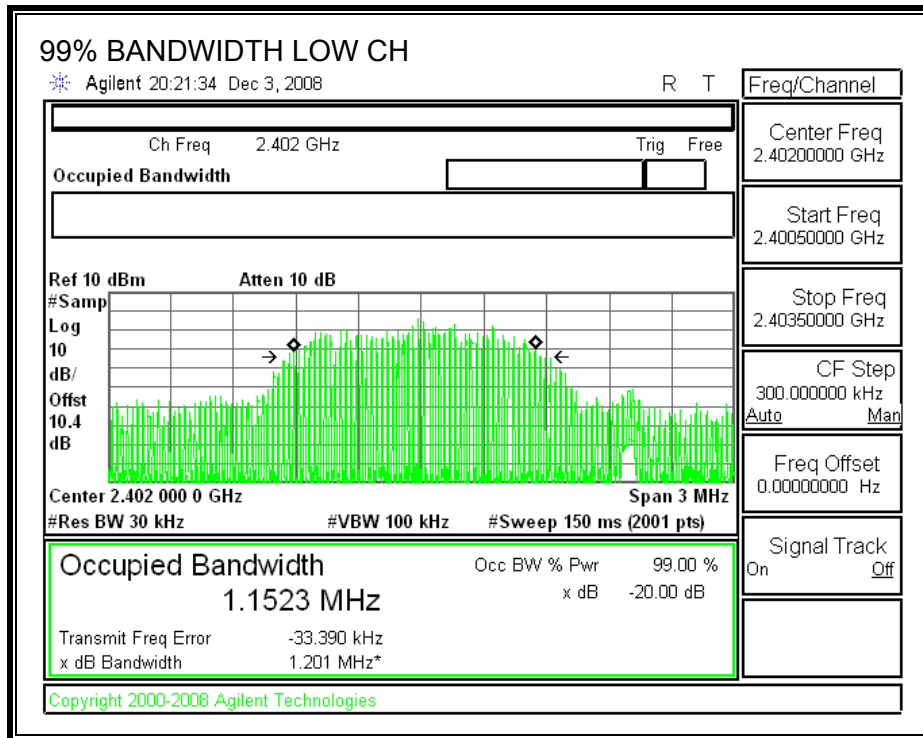 99% BANDWIDTH LOW CH
Agilent 20:21:34 Dec 3, 2008 R T
Ch Freq 2.402 GHz Trig Free
Occupied Bandwidth
Ref 10 dBm Atten 10 dB
#Samp
Log
10
dB/
Offst
10.4
dB
Center 2.402 000 0 GHz Span 3 MHz
#Res BW 30 kHz #VBW 100 kHz #Sweep 150 ms (2001 pts)
Occupied Bandwidth Occ BW % Pwr 99.00 %
1.1523 MHz x dB -20.00 dB
Transmit Freq Error -33.390 kHz
x dB Bandwidth 1.201 MHz*
Copyright 2000-2008 Agilent Technologies
Freq/Channel
Center Freq
2.40200000 GHz
Start Freq
2.40050000 GHz
Stop Freq
2.40350000 GHz
CF Step
300.000000 kHz
Auto Man
Freq Offset
0.00000000 Hz
Signal Track
On Off